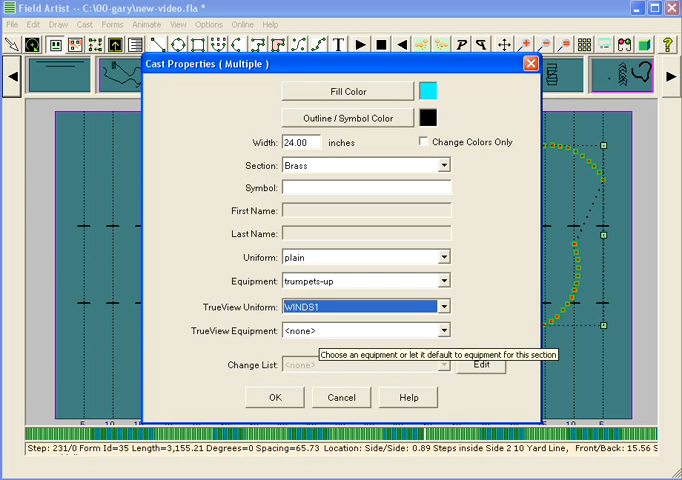 Field Artist -- C:\00-gary\new-video.fla *
File Draw Cast Forms Animate View Options Online Help
Cast Properties ( Multiple )
Fill Color
Outline / Symbol Color
Width: 24.00 inches Change Colors Only
Section: Brass
Symbol:
First Name:
Last Name:
Uniform: plain
Equipment: trumpets-up
TrueView Uniform: WINDS1
TrueView Equipment: <none>
Choose an equipment or let it default to equipment for this section
Change List: <none> Edit
OK Cancel Help
5 10 15 10 5
Step: 231/0 Form Id=35 Length=3,155.21 Degrees=0 Spacing=65.73 Location: Side/Side: 0.89 Steps inside Side 2 10 Yard Line, Front/Back: 15.56 S